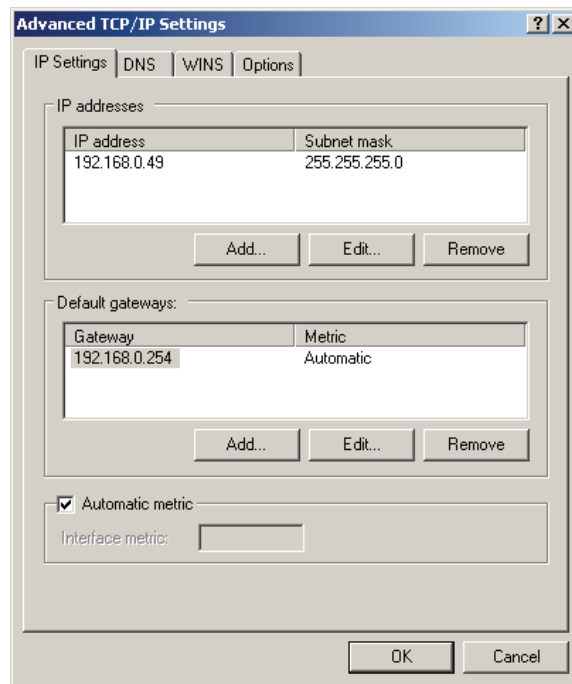 Advanced TCP/IP Settings
IP Settings DNS WINS Options
IP addresses
IP address Subnet mask
192.168.0.49 255.255.255.0
Add... Edit... Remove
Default gateways:
Gateway Metric
192.168.0.254 Automatic
Add... Edit... Remove
Automatic metric
Interface metric:
OK Cancel